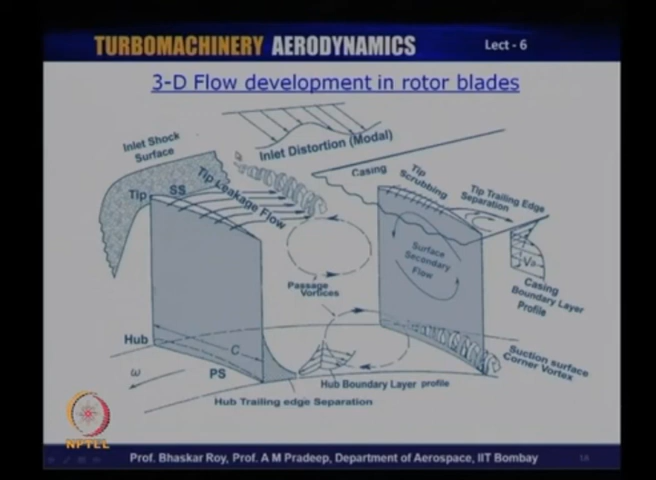 TURBOMACHINERY AERODYNAMICS
Lect - 6
3-D Flow development in rotor blades
Inlet Shock
Surface
Inlet Distortion (Modal)
Tip
SS
Tip Leakage Flow
Casing
Tip
Scrubbing
Tip Trailing Edge
Separation
Surface
Secondary
Flow
Passage
Vortices
Casing
Boundary Layer
Profile
Hub
C
PS
ω
Suction surface
Corner Vortex
Hub Boundary Layer profile
Hub Trailing edge Separation
NPTEL
Prof. Bhaskar Roy, Prof. A M Pradeep, Department of Aerospace, IIT Bombay